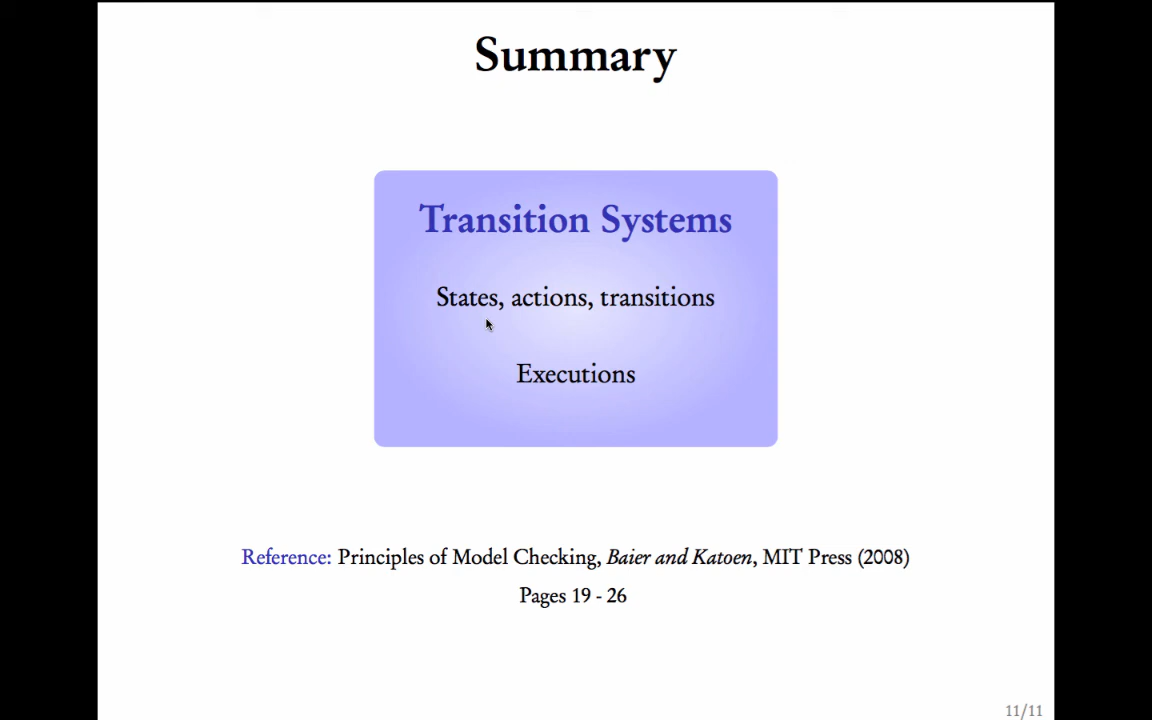 Summary
Transition Systems
States, actions, transitions
Executions
Reference: Principles of Model Checking, Baier and Katoen, MIT Press (2008)
Pages 19 - 26
11/11